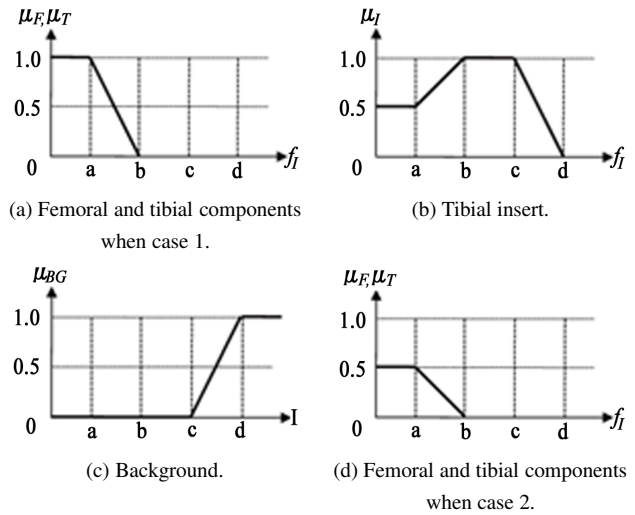 μF,μT
1.0
0.5
0
a b c d fI
(a) Femoral and tibial components
when case 1.
μI
1.0
0.5
0
a b c d fI
(b) Tibial insert.
μBG
1.0
0.5
0
a b c d I
(c) Background.
μF,μT
1.0
0.5
0
a b c d fI
(d) Femoral and tibial components
when case 2.